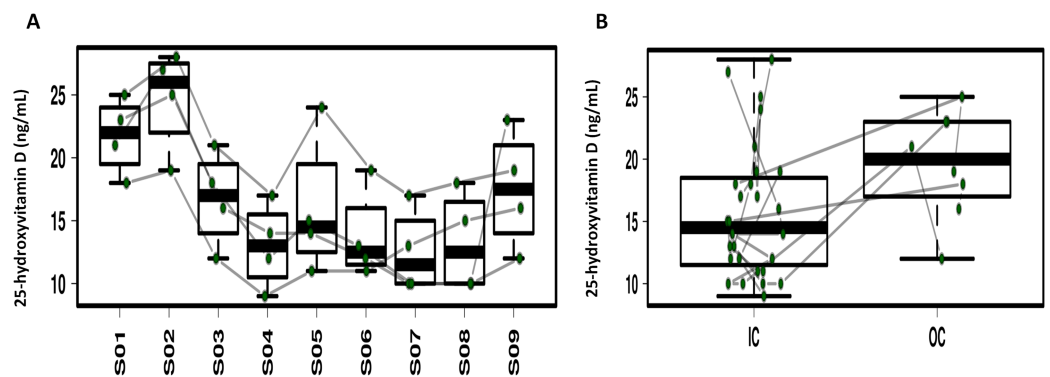 A
B
25-hydroxyvitamin D (ng/mL)
25
20
15
10
S01
S02
S03
S04
S05
S06
S07
S08
S09
25-hydroxyvitamin D (ng/mL)
25
20
15
10
IC
OC